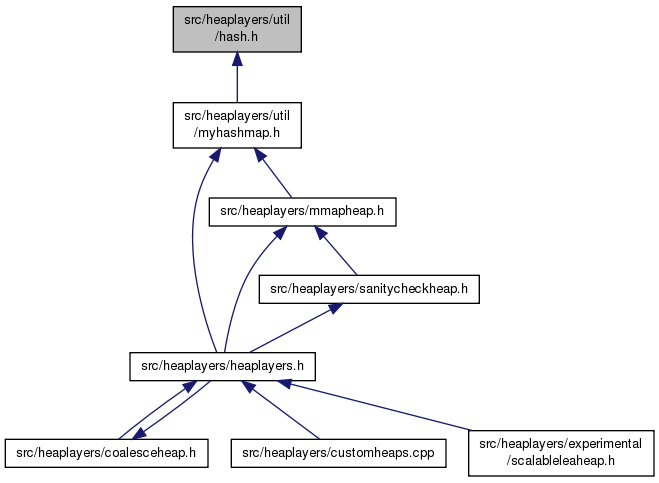 src/heaplayers/util
/hash.h
src/heaplayers/util
/myhashmap.h
src/heaplayers/mmapheap.h
src/heaplayers/sanitycheckheap.h
src/heaplayers/heaplayers.h
src/heaplayers/coalesceheap.h
src/heaplayers/customheaps.cpp
src/heaplayers/experimental
/scalableleaheap.h